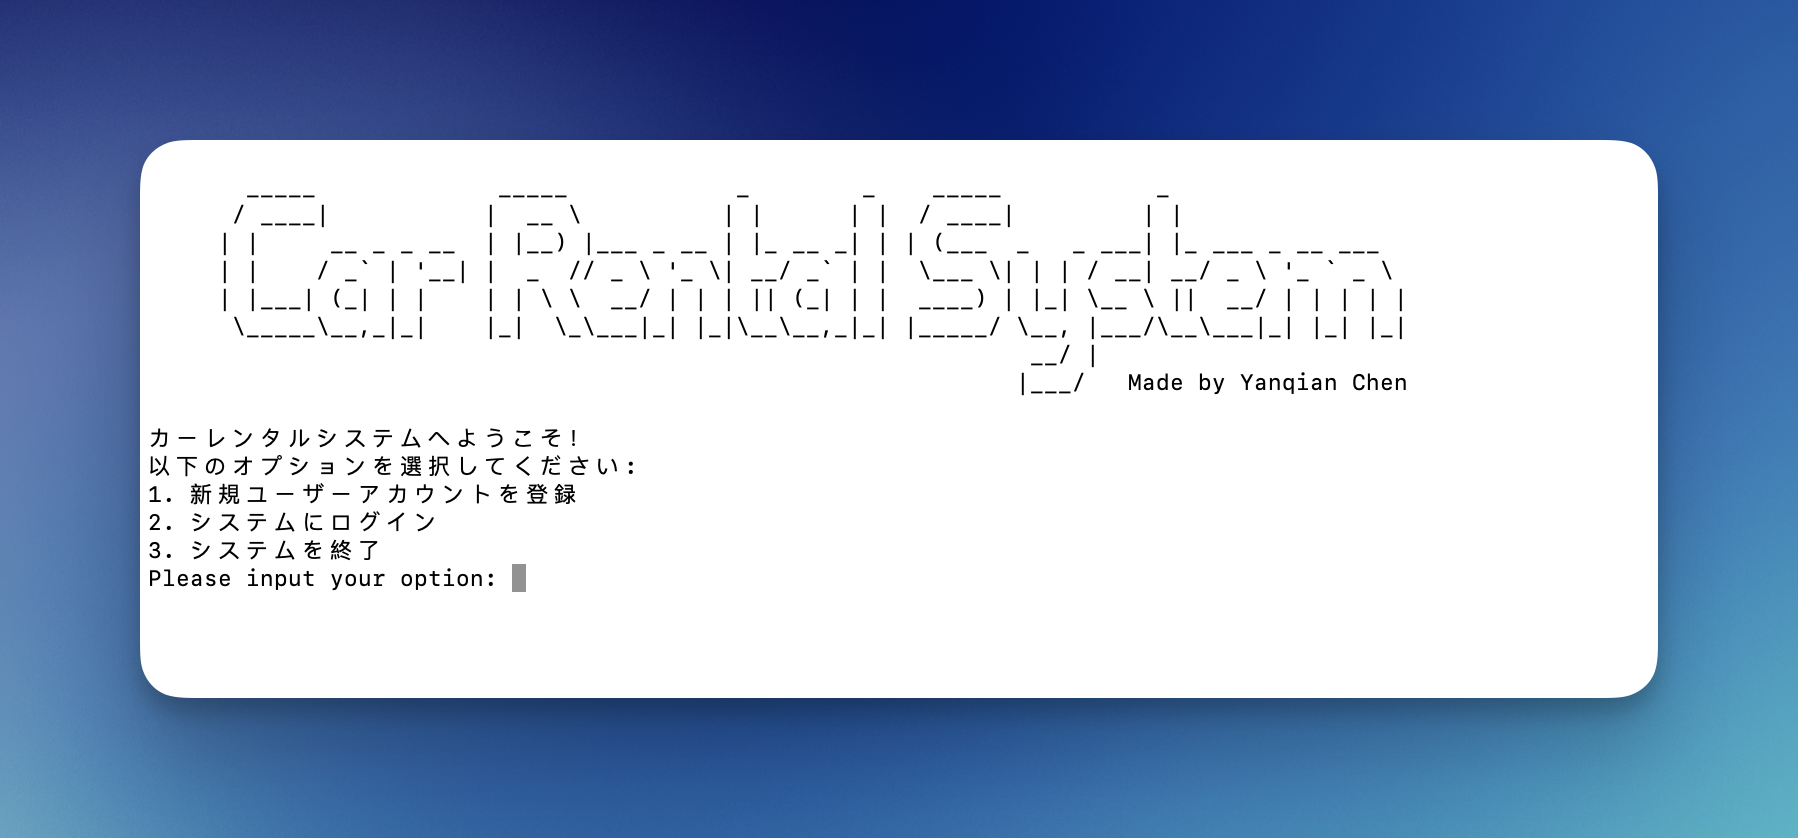 Car Rental System
Made by Yanqian Chen
カーレンタルシステムへようこそ!
以下のオプションを選択してください:
1. 新規ユーザーアカウントを登録
2. システムにログイン
3. システムを終了
Please input your option: